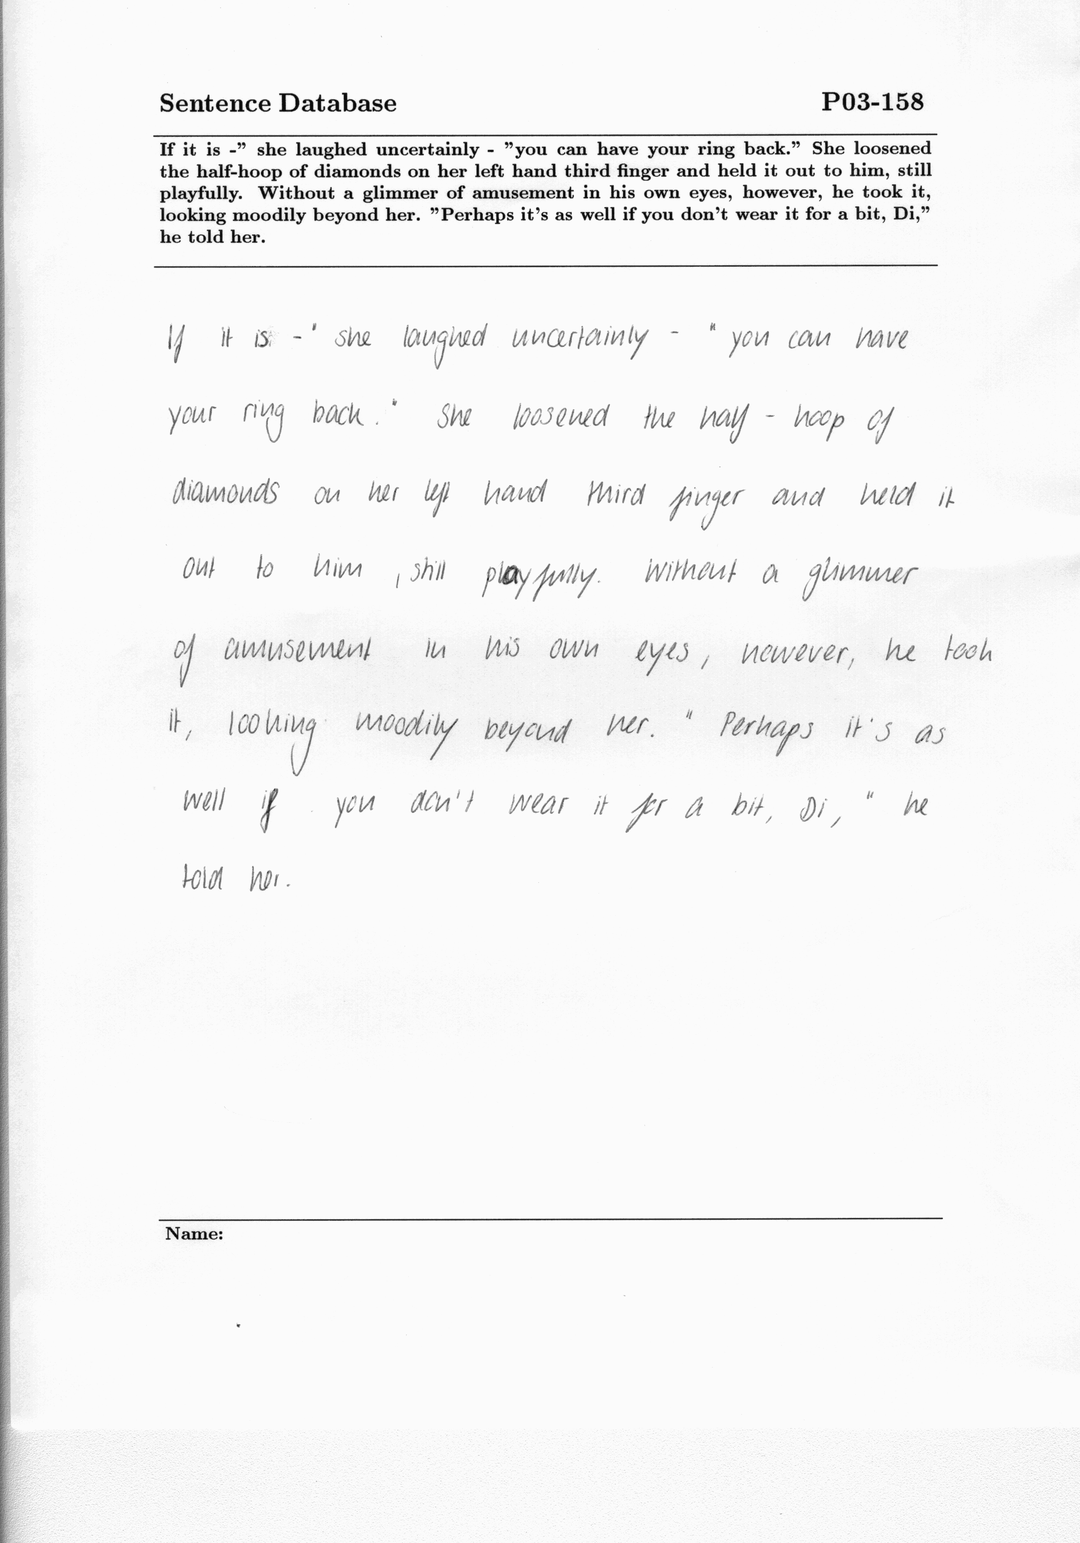 Sentence Database P03-158
If it is -” she laughed uncertainly - ”you can have your ring back.” She loosened
the half-hoop of diamonds on her left hand third finger and held it out to him, still
playfully. Without a glimmer of amusement in his own eyes, however, he took it,
looking moodily beyond her. ”Perhaps it’s as well if you don’t wear it for a bit, Di,”
he told her.
If it is -" she laughed uncertainly - "you can have
your ring back." She loosened the half-hoop of
diamonds on her left hand third finger and held it
out to him, still playfully. Without a glimmer
of amusement in his own eyes, however, he took
it, looking moodily beyond her. "Perhaps it's as
well if you don't wear it for a bit, Di," he
told her.
Name: